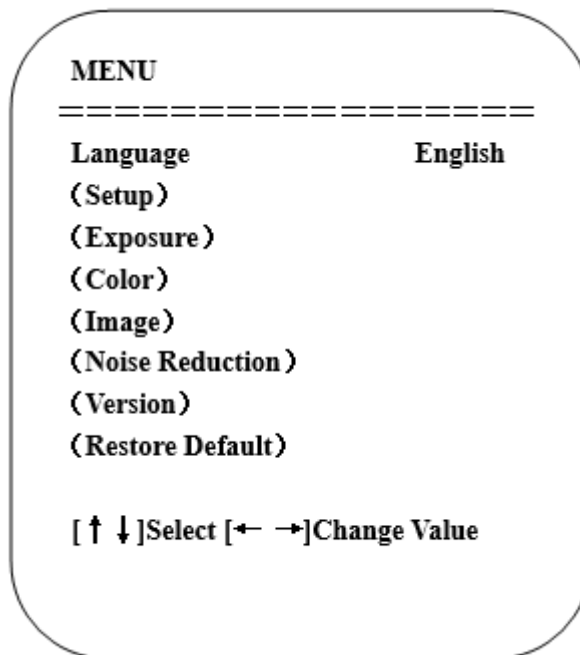 MENU
==================
Language English
（Setup）
（Exposure）
（Color）
（Image）
（Noise Reduction）
（Version）
（Restore Default）
[↑ ↓]Select [← →]Change Value